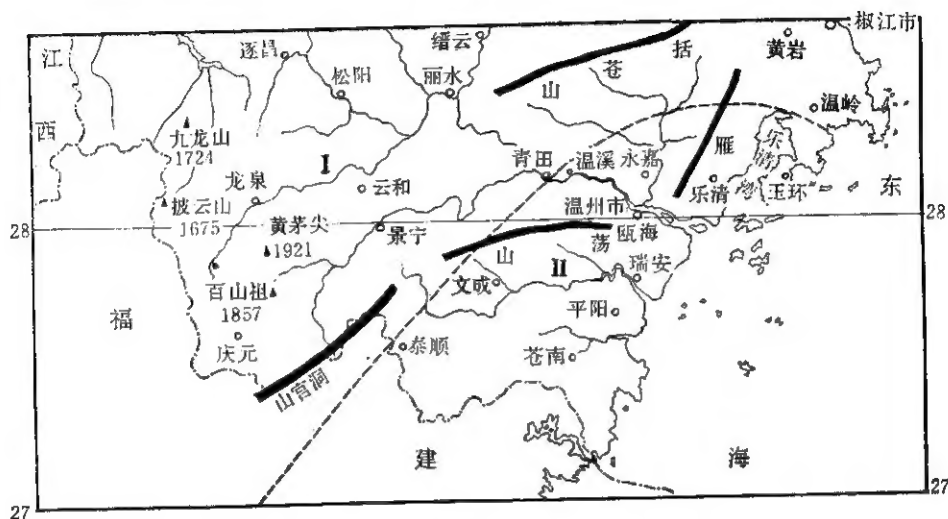 椒江市
江
遂昌
缙云
括
黄岩
松阳
丽水
苍
山
温岭
西
九龙山
1724
I
雁
乐清
青田
温溪
永嘉
龙泉
云和
乐清
玉环
东
披云山
1675
温州市
28
28
黄茅尖
1921
景宁
瓯海
荡
山
II
瑞安
百山祖
1857
文成
平阳
福
庆元
泰顺
苍南
山宫洞
建
海
27
27